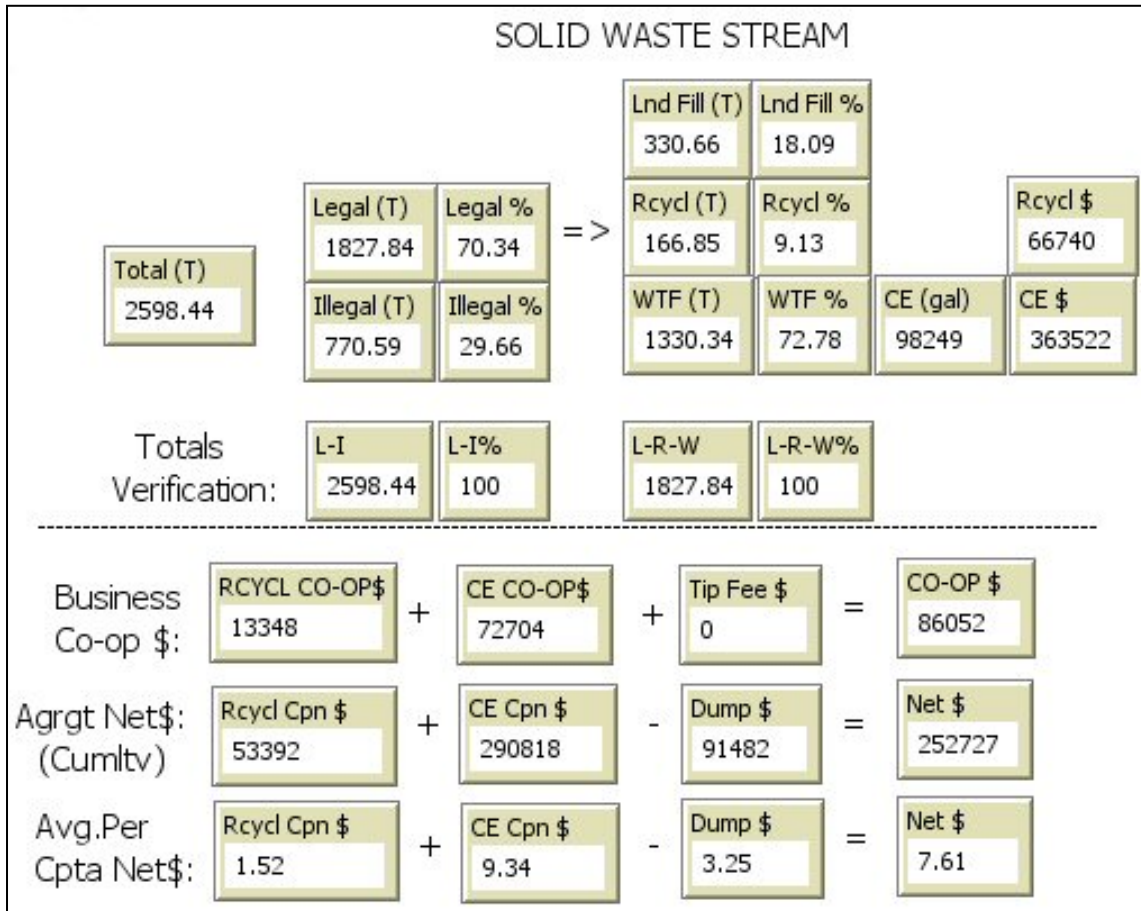 SOLID WASTE STREAM
Lnd Fill (T) Lnd Fill %
330.66 18.09
Legal (T) Legal % => Rcycl (T) Rcycl % Rcycl $
1827.84 70.34 166.85 9.13 66740
Total (T)
2598.44
Illegal (T) Illegal % WTF (T) WTF % CE (gal) CE $
770.59 29.66 1330.34 72.78 98249 363522
Totals
Verification:
L-I L-I% L-R-W L-R-W%
2598.44 100 1827.84 100
Business
Co-op $:
RCYCL CO-OP$ + CE CO-OP$ + Tip Fee $ = CO-OP $
13348 72704 0 86052
Agrgt Net$:
(Cumltv)
Rcycl Cpn $ + CE Cpn $ - Dump $ = Net $
53392 290818 91482 252727
Avg.Per
Cpta Net$:
Rcycl Cpn $ + CE Cpn $ - Dump $ = Net $
1.52 9.34 3.25 7.61